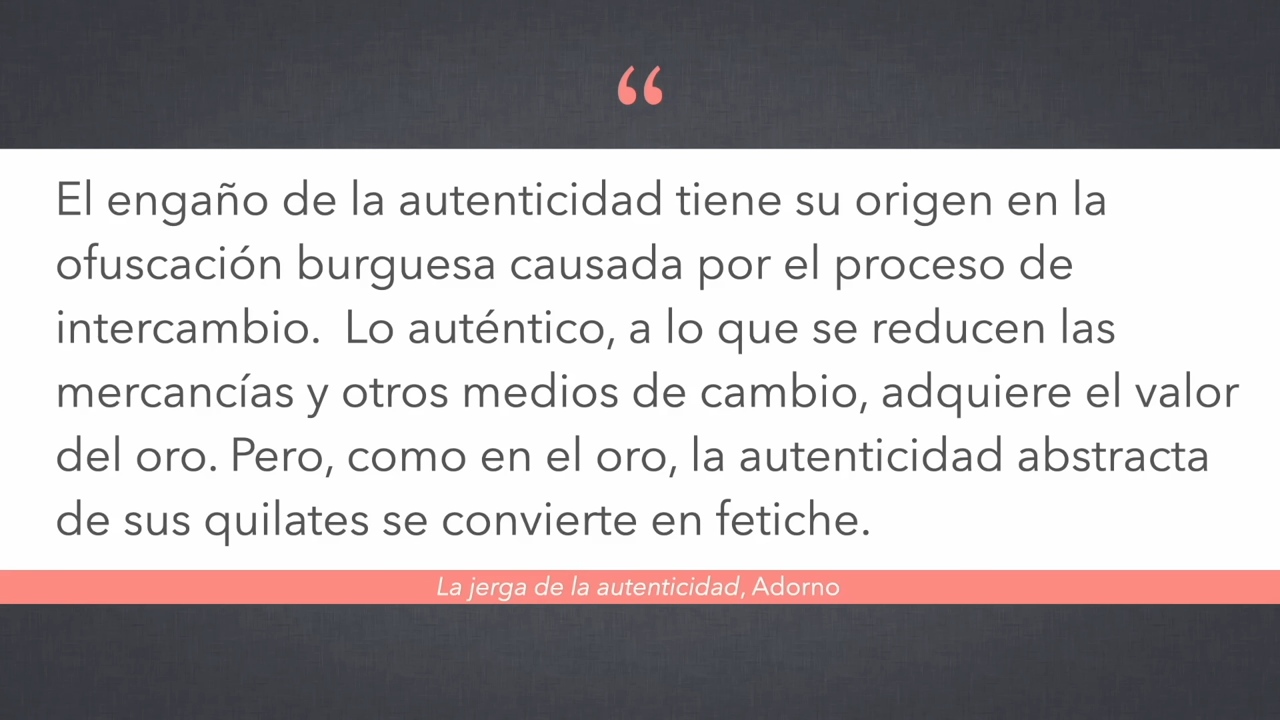 “
El engaño de la autenticidad tiene su origen en la
ofuscación burguesa causada por el proceso de
intercambio.  Lo auténtico, a lo que se reducen las
mercancías y otros medios de cambio, adquiere el valor
del oro. Pero, como en el oro, la autenticidad abstracta
de sus quilates se convierte en fetiche.
La jerga de la autenticidad, Adorno